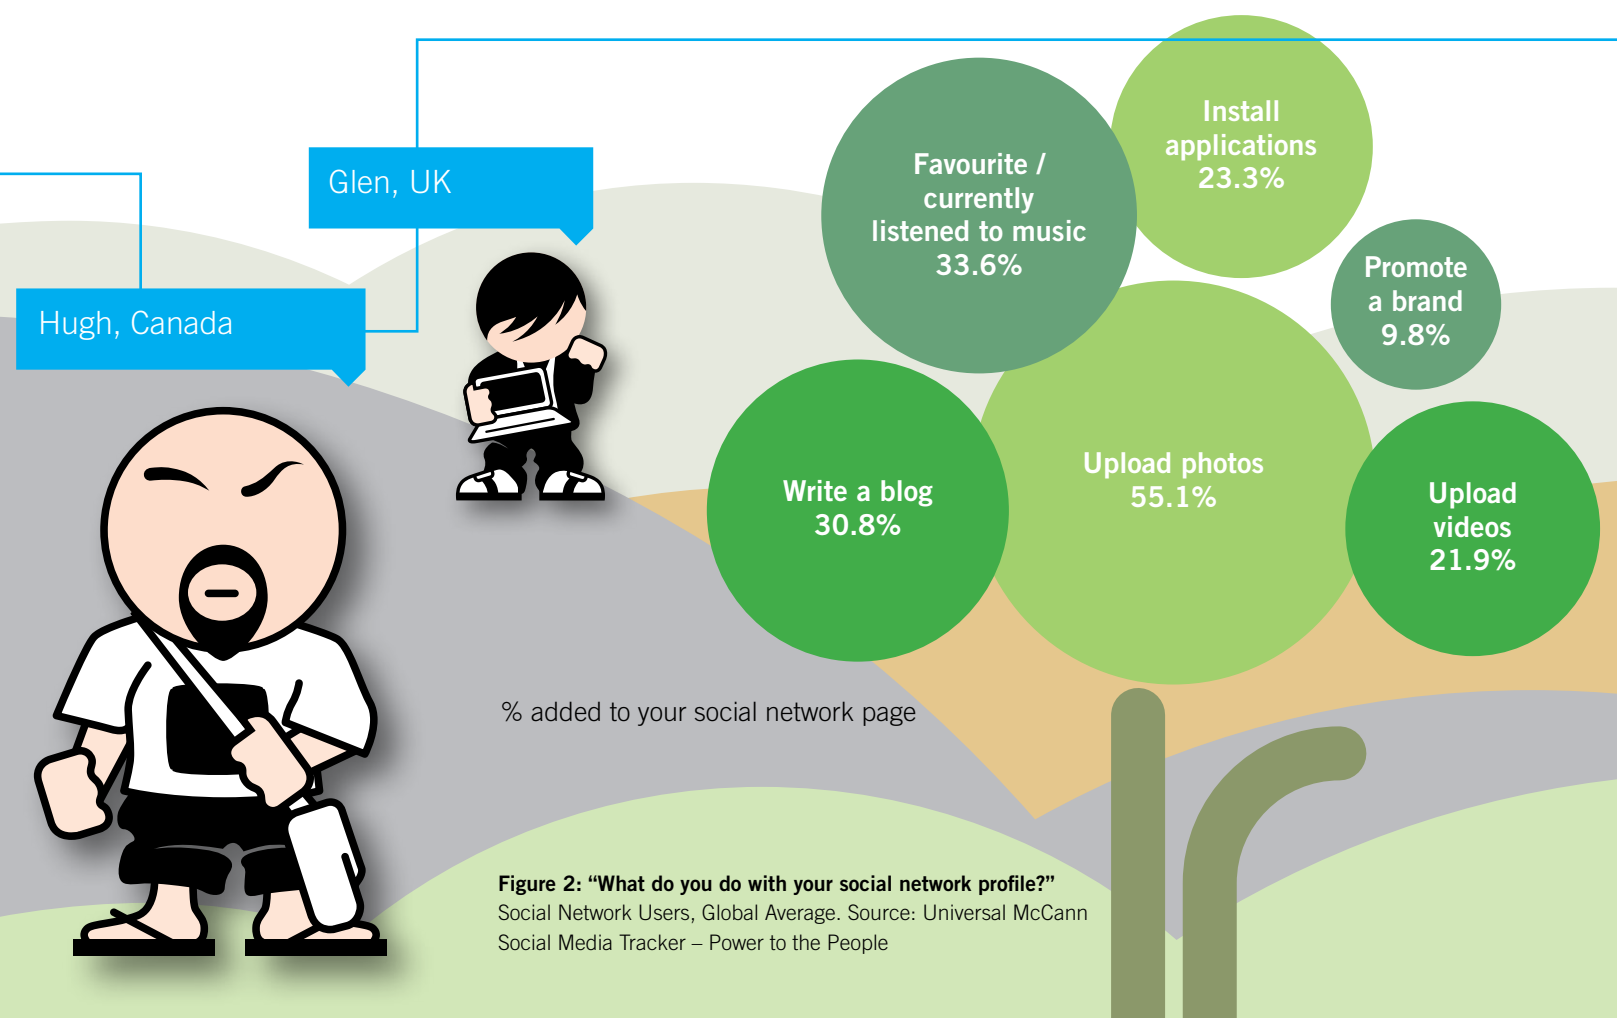 Glen, UK
Hugh, Canada
Install
applications
23.3%
Favourite /
currently
listened to music
33.6%
Promote
a brand
9.8%
Upload photos
55.1%
Write a blog
30.8%
Upload
videos
21.9%
% added to your social network page
Figure 2: “What do you do with your social network profile?”
Social Network Users, Global Average. Source: Universal McCann
Social Media Tracker – Power to the People